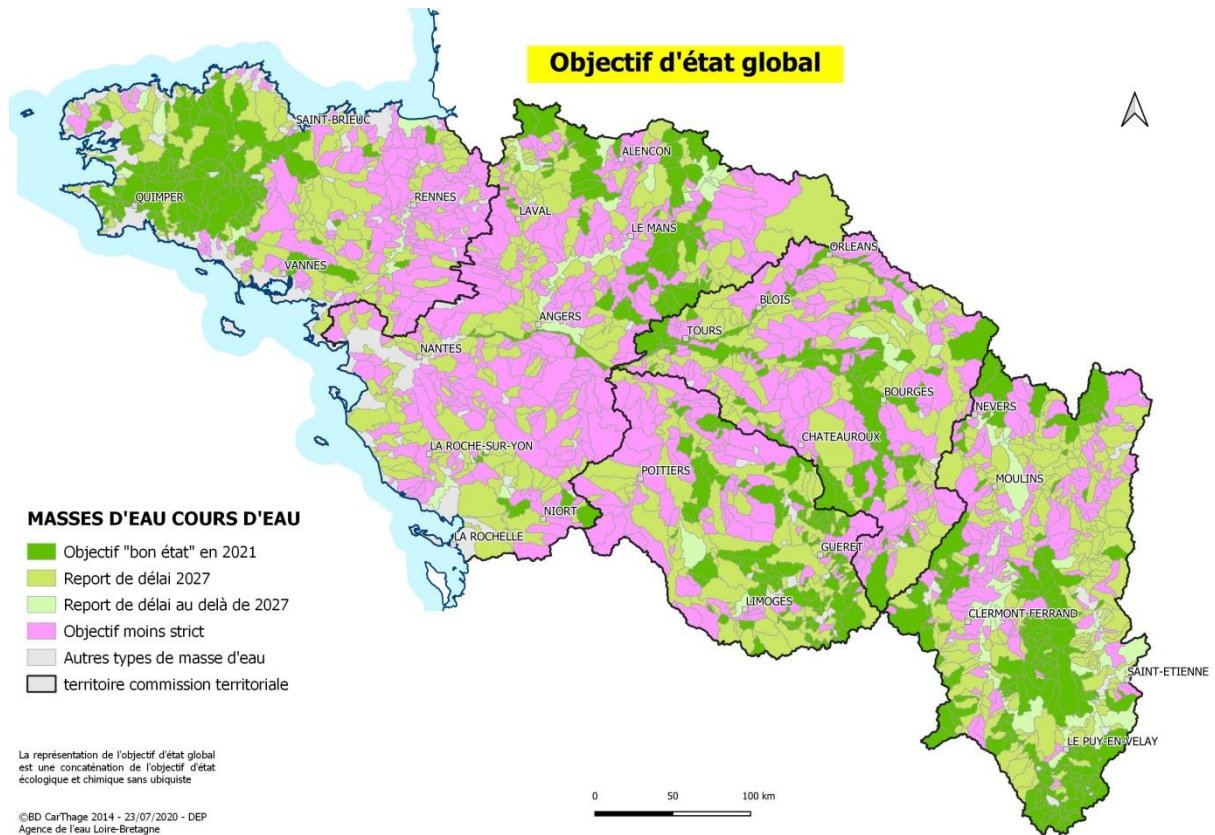 Objectif d'état global
SAINT-BRIEUC
ALENCON
QUIMPER
RENNES
LAVAL
LE MANS
ORLEANS
VANNES
BLOIS
ANGERS
TOURS
NANTES
BOURGES
NEVERS
CHATEAUROUX
LA ROCHE-SUR-YON
POITIERS
MOULINS
NIORT
LA ROCHELLE
GUERET
LIMOGES
CLERMONT-FERRAND
SAINT-ETIENNE
LE PUY-EN-VELAY
MASSES D'EAU COURS D'EAU
Objectif "bon état" en 2021
Report de délai 2027
Report de délai au delà de 2027
Objectif moins strict
Autres types de masse d'eau
territoire commission territoriale
La représentation de l'objectif d'état global
est une concaténation de l'objectif d'état
écologique et chimique sans ubiquiste
©BD CarThage 2014 - 23/07/2020 - DEP
Agence de l'eau Loire-Bretagne
0 50 100 km